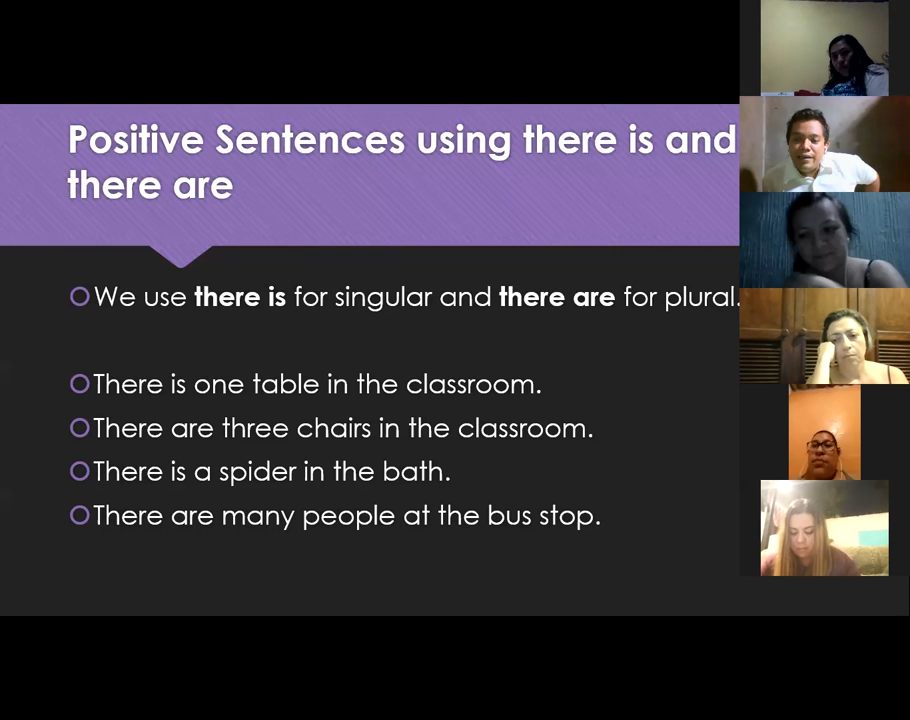 Positive Sentences using there is and
there are
We use there is for singular and there are for plural.
There is one table in the classroom.
There are three chairs in the classroom.
There is a spider in the bath.
There are many people at the bus stop.